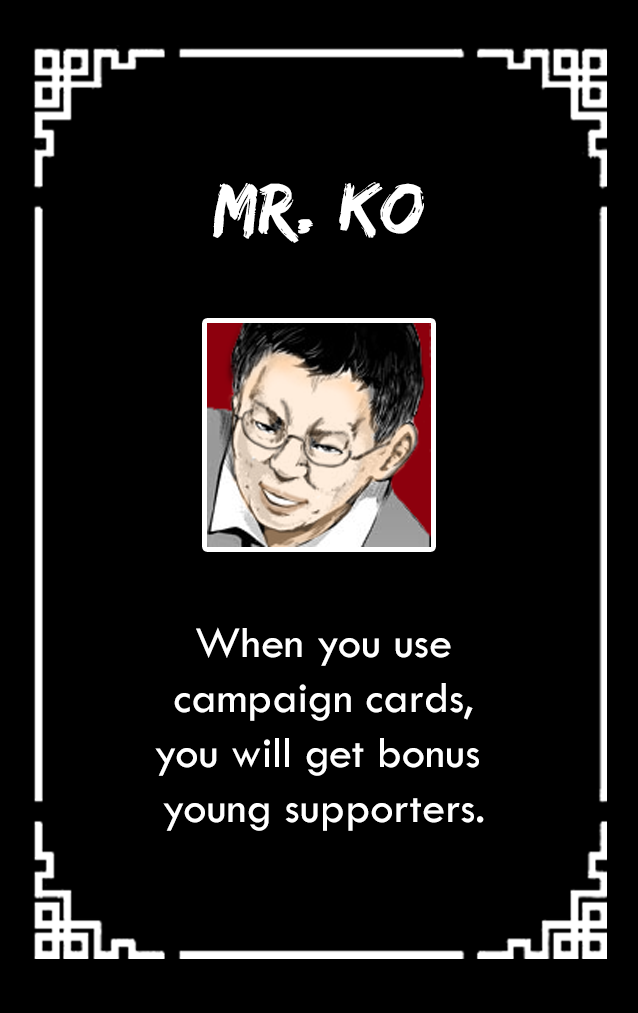 MR. KO
When you use
campaign cards,
you will get bonus
young supporters.